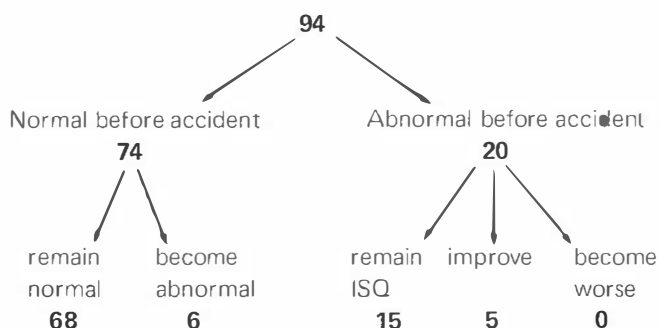 94
Normal before accident Abnormal before accident
74 20
remain become remain improve become
normal abnormal ISQ worse
68 6 15 5 0